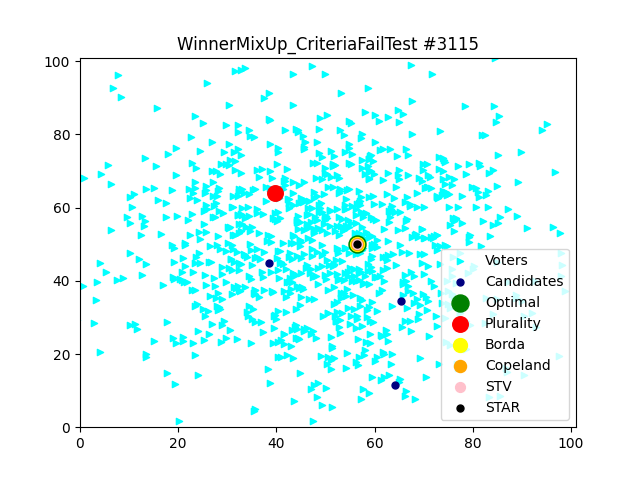 WinnerMixUp_CriteriaFailTest #3115
100
80
60
40
20
0
0
20
40
60
80
100
Voters
Candidates
Optimal
Plurality
Borda
Copeland
STV
STAR